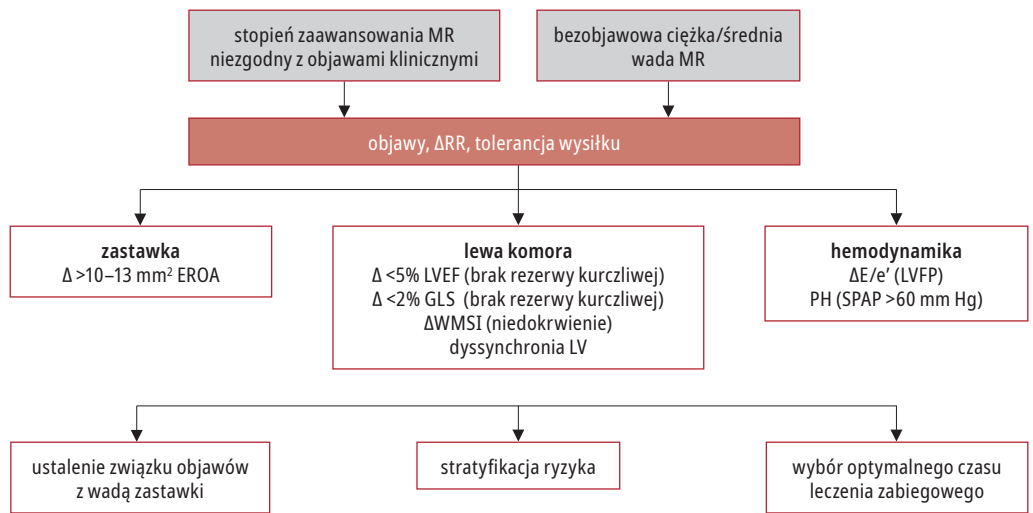 stopień zaawansowania MR
niezgodny z objawami klinicznymi
bezobjawowa ciężka/średnia
wada MR
objawy, ΔRR, tolerancja wysiłku
zastawka
Δ >10–13 mm² EROA
lewa komora
Δ <5% LVEF (brak rezerwy kurczliwej)
Δ <2% GLS (brak rezerwy kurczliwej)
ΔWMSI (niedokrwienie)
dyssynchronia LV
hemodynamika
ΔE/e’ (LVFP)
PH (SPAP >60 mm Hg)
ustalenie związku objawów
z wadą zastawki
stratyfikacja ryzyka
wybór optymalnego czasu
leczenia zabiegowego